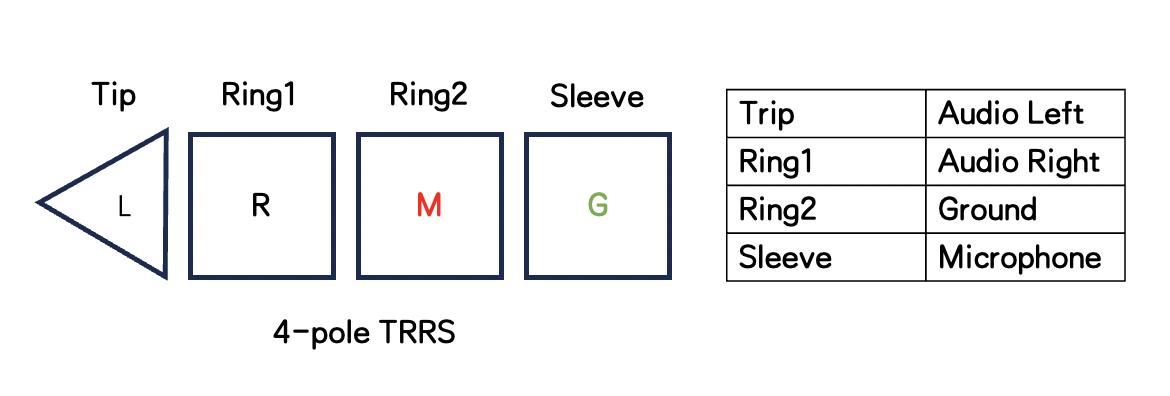 Tip Ring1 Ring2 Sleeve
L R M G
4-pole TRRS
Trip Audio Left
Ring1 Audio Right
Ring2 Ground
Sleeve Microphone